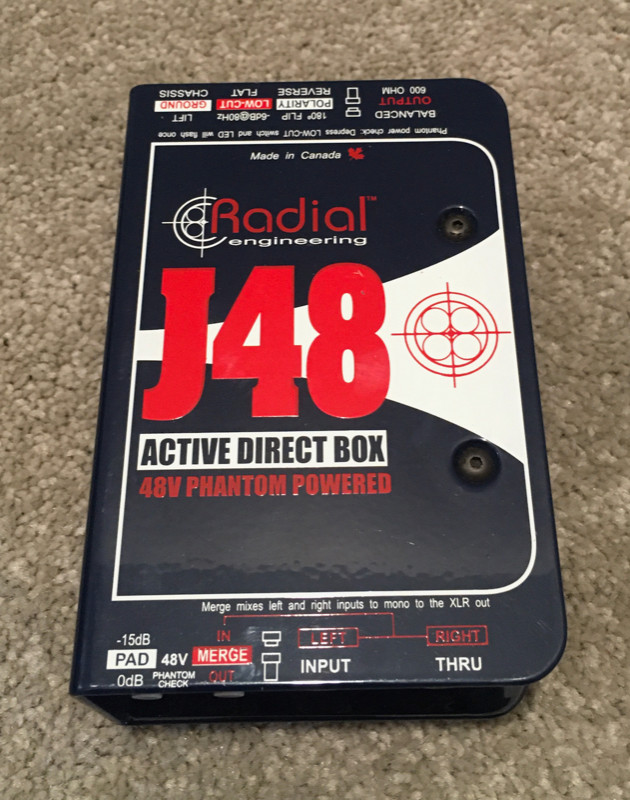 CHASSIS FLAT REVERSE 600 OHM
GROUND LOW-CUT POLARITY OUTPUT
LIFT -6dB@80Hz 180° FLIP BALANCED
Phantom power check: Depress LOW-CUT switch and LED will flash once
Made in Canada
Radial™
engineering
J48
ACTIVE DIRECT BOX
48V PHANTOM POWERED
Merge mixes left and right inputs to mono to the XLR out
-15dB IN LEFT RIGHT
PAD 48V MERGE INPUT THRU
0dB PHANTOM CHECK OUT